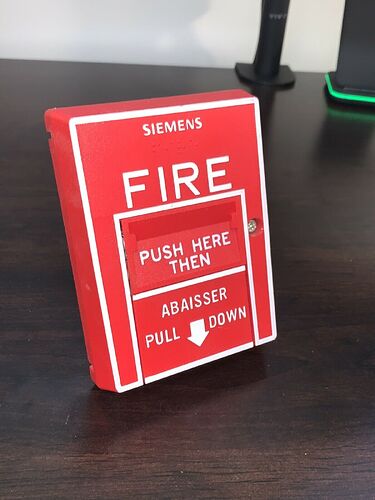 SIEMENS
FIRE
PUSH HERE
THEN
ABAISSER
PULL DOWN